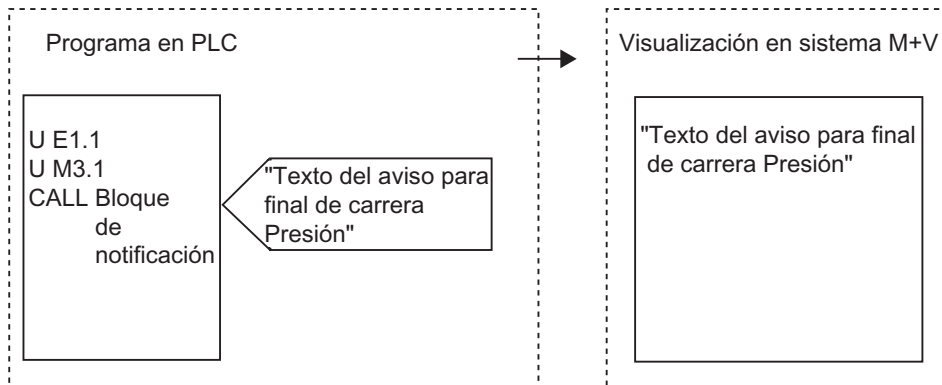 Programa en PLC
U E1.1
U M3.1
CALL Bloque
de
notificación
"Texto del aviso para
final de carrera
Presión"
Visualización en sistema M+V
"Texto del aviso para final
de carrera Presión"